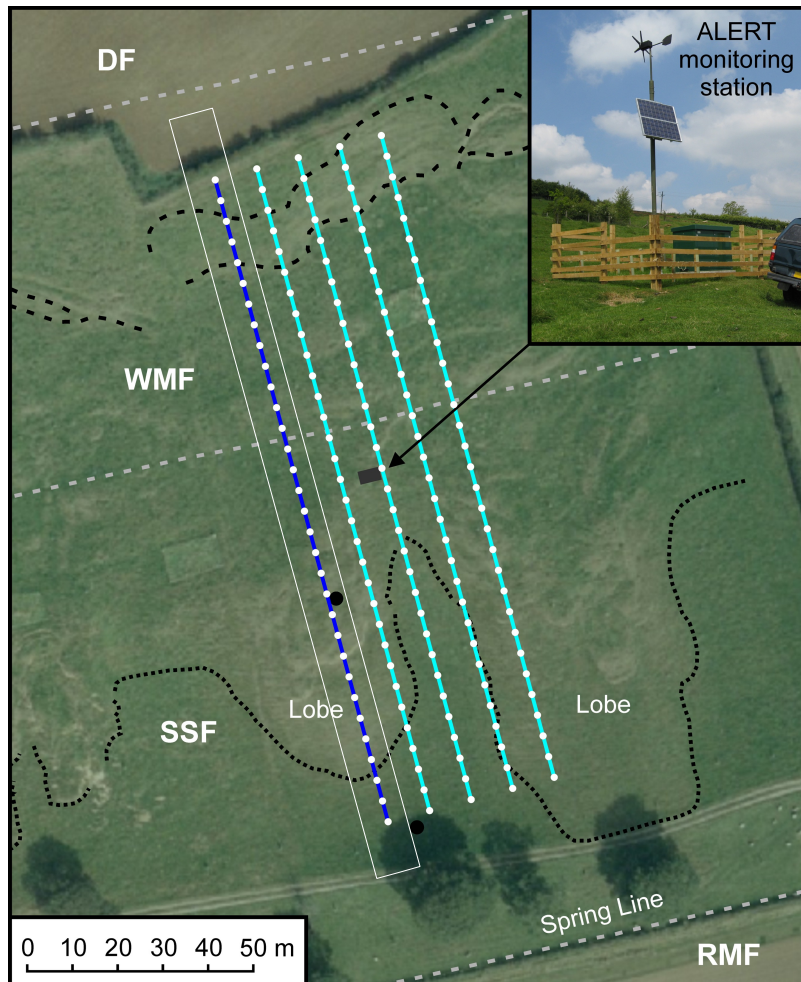 DF
ALERT
monitoring
station
WMF
Lobe
Lobe
SSF
Spring Line
RMF
0 10 20 30 40 50 m